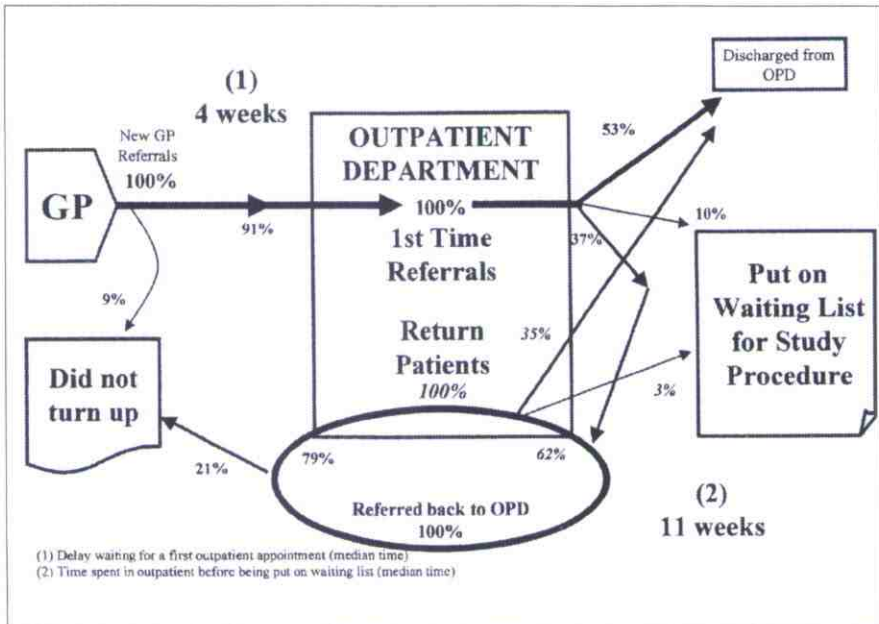 Discharged from
OPD
(1)
4 weeks
53%
New GP
Referrals
100%
OUTPATIENT
DEPARTMENT
GP
100%
10%
91%
37%
1st Time
Referrals
Put on
Waiting List
for Study
Procedure
9%
35%
Return
Patients
100%
3%
Did not
turn up
79%
62%
21%
Referred back to OPD
100%
(2)
11 weeks
(1) Delay waiting for a first outpatient appointment (median time)
(2) Time spent in outpatient before being put on waiting list (median time)